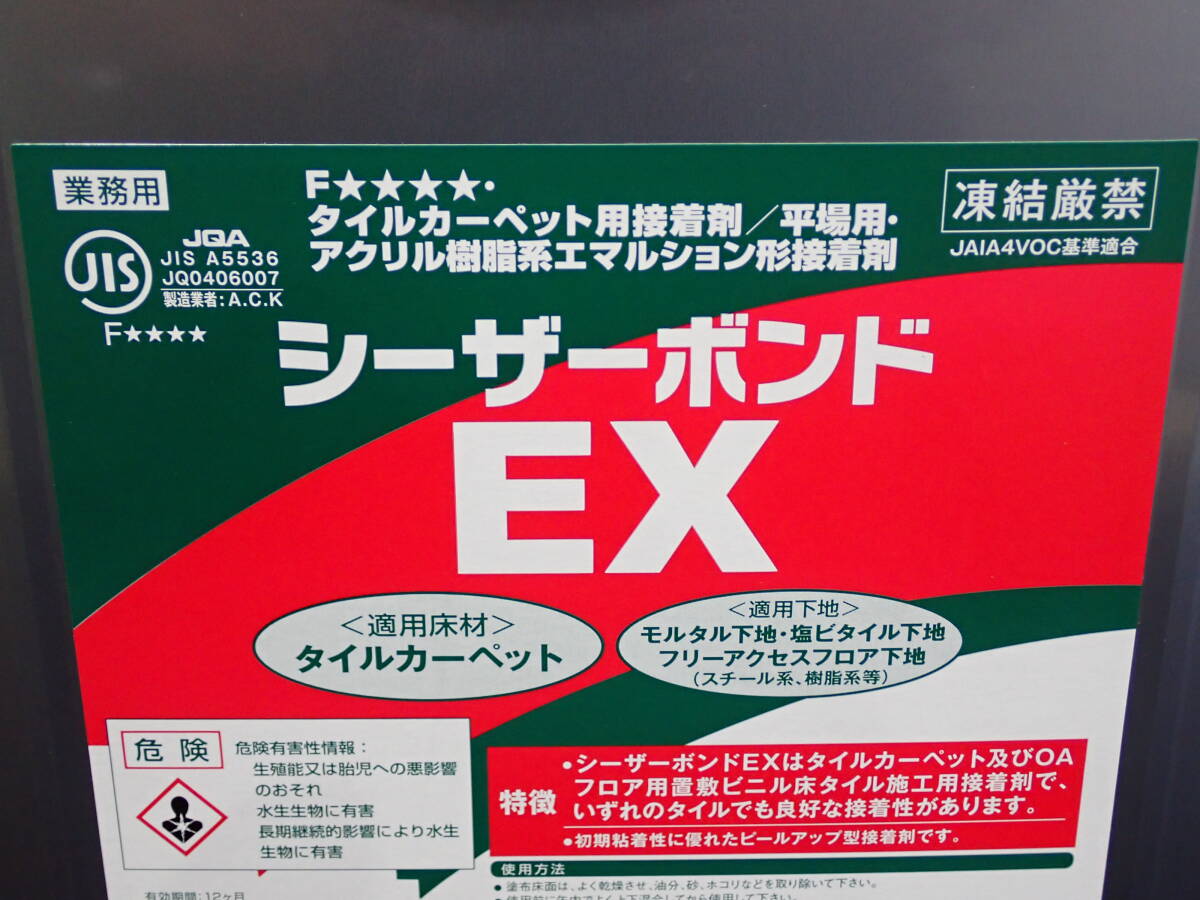 業務用
F★★★★・
タイルカーペット用接着剤／平場用・
アクリル樹脂系エマルション形接着剤
凍結厳禁
JAIA4VOC基準適合
JIS
JQA
JIS A5536
JQ0406007
製造業者:A.C.K
F★★★★
シーザーボンド
EX
＜適用床材＞
タイルカーペット
＜適用下地＞
モルタル下地・塩ビタイル下地
フリーアクセスフロア下地
(スチール系、樹脂系等)
危険
危険有害性情報：
生殖能又は胎児への悪影響
のおそれ
水生生物に有害
長期継続的影響により水生
生物に有害
有効期間:12ヶ月
特徴
●シーザーボンドEXはタイルカーペット及びOA
フロア用置敷ビニル床タイル施工用接着剤で、
いずれのタイルでも良好な接着性があります。
●初期粘着性に優れたピールアップ型接着剤です。
使用方法
● 塗布床面は、よく乾燥させ、油分、砂、ホコリなどを取り除いて下さい。